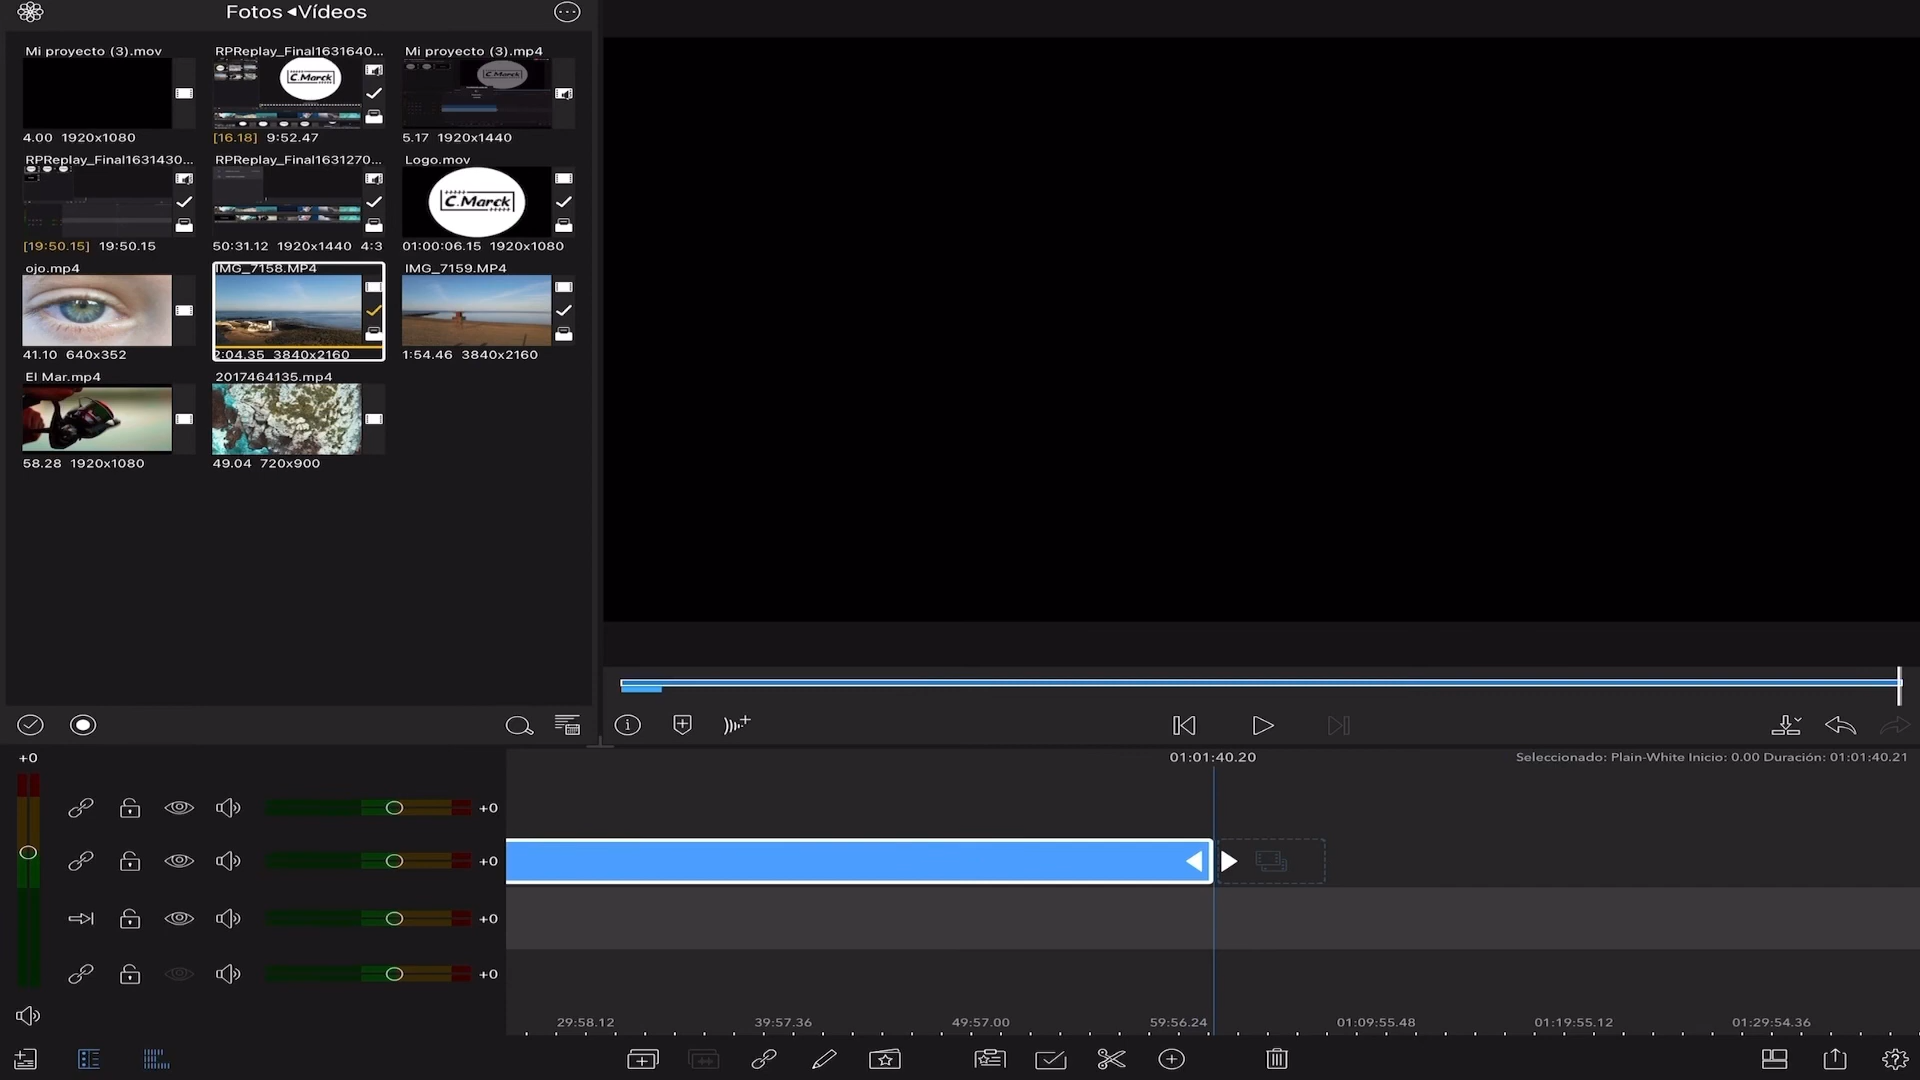 Fotos ◂Vídeos
Mi proyecto (3).mov
RPReplay_Final1631640...
Mi proyecto (3).mp4
C.Marck
C.Marck
4.00 1920x1080
[16.18] 9:52.47
5.17 1920x1440
RPReplay_Final1631430...
RPReplay_Final1631270...
Logo.mov
C.Marck
[19:50.15] 19:50.15
50:31.12 1920x1440 4:3
01:00:06.15 1920x1080
ojo.mp4
IMG_7158.MP4
IMG_7159.MP4
41.10 640x352
2:04.35 3840x2160
1:54.46 3840x2160
El Mar.mp4
2017464135.mp4
58.28 1920x1080
49.04 720x900
+0
01:01:40.20
Seleccionado: Plain-White Inicio: 0.00 Duración: 01:01:40.21
+0
+0
+0
+0
29:58.12 39:57.36 49:57.00 59:56.24 01:09:55.48 01:19:55.12 01:29:54.36